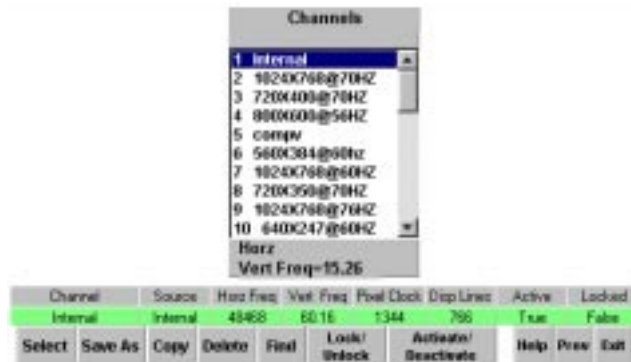 Channels
1 Internal
2 1024X768@70HZ
3 720X400@70HZ
4 800X600@56HZ
5 compv
6 560X384@60hz
7 1024X768@60HZ
8 720X350@70HZ
9 1024X768@76HZ
10 640X247@60HZ
Horz
Vert Freq=15.26
Channel Source Horz Freq Vert Freq Pixel Clock Disp Lines Active Locked
Internal Internal 48468 60.16 1344 766 True False
Select Save As Copy Delete Find Lock/ Unlock Activate/ Deactivate Help Prev Exit